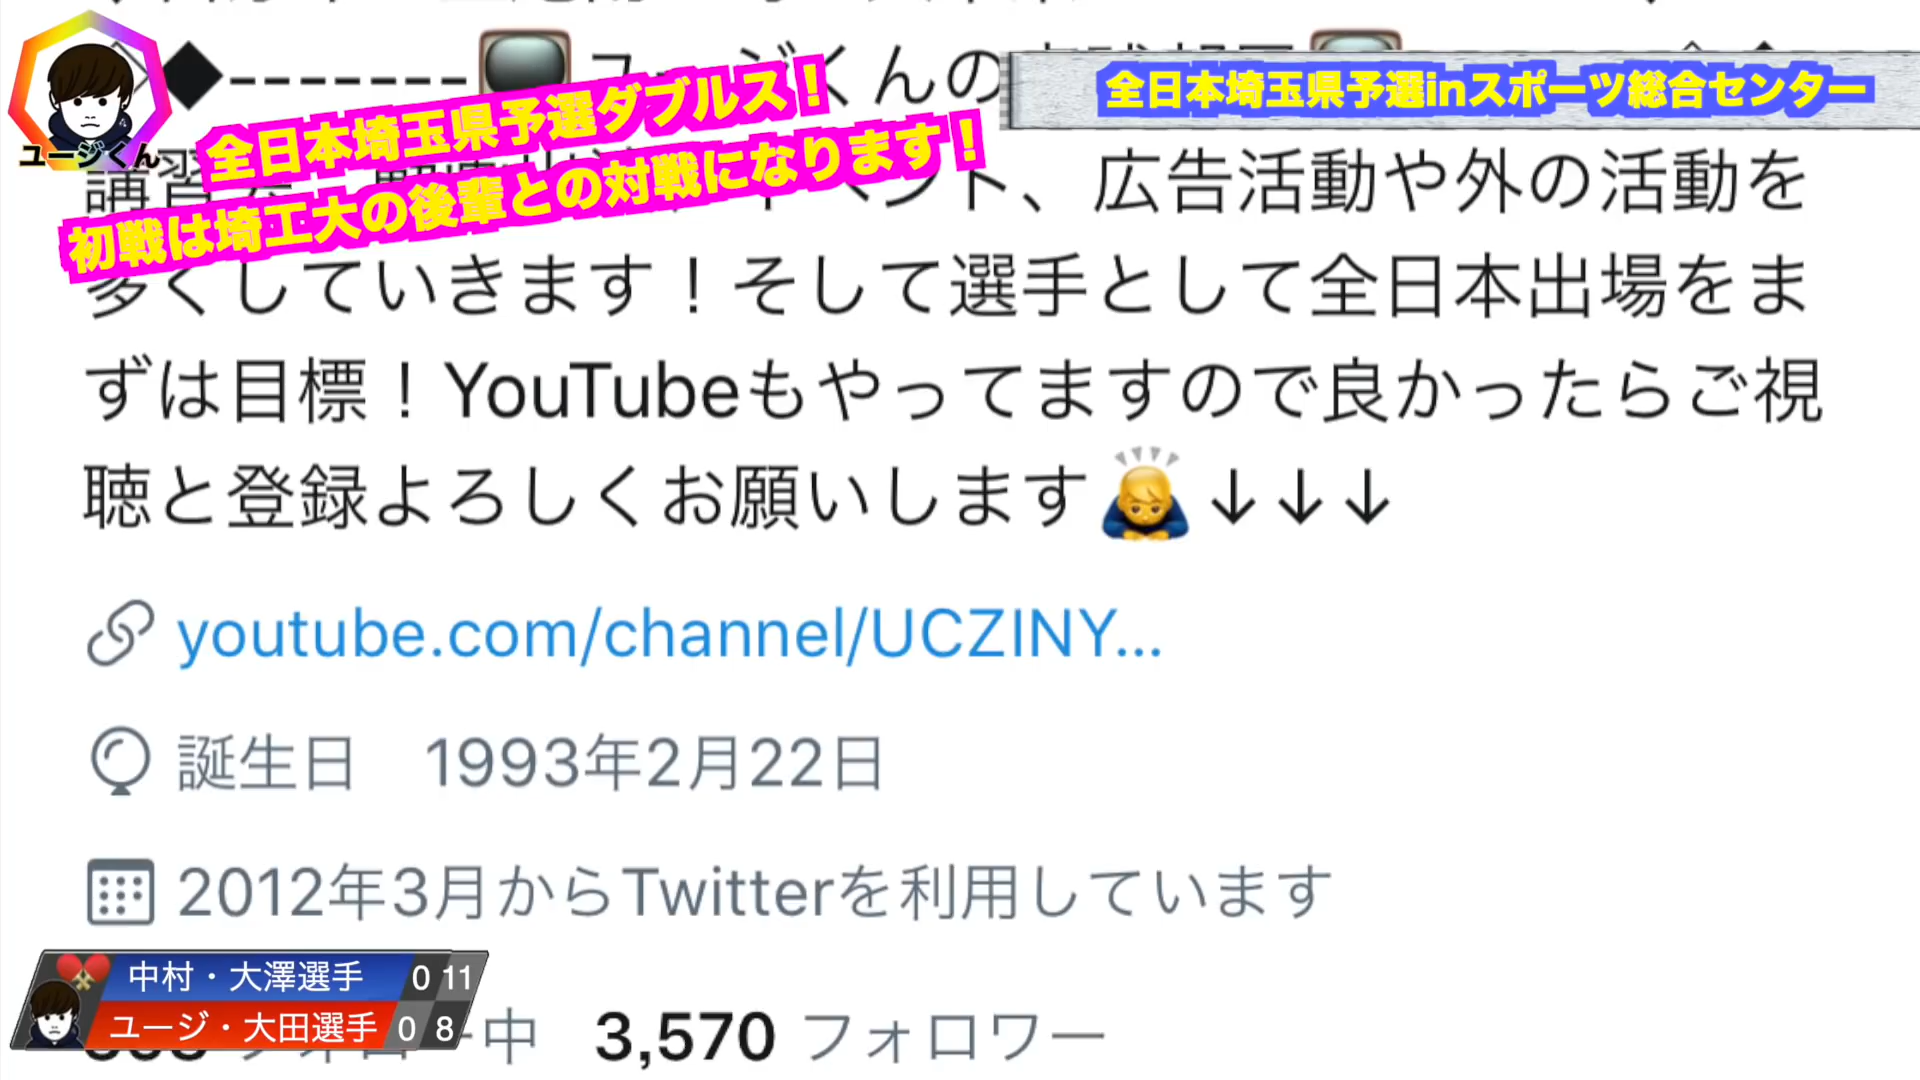 ユージくん
全日本埼玉県予選ダブルス！
初戦は埼工大の後輩との対戦になります！
全日本埼玉県予選inスポーツ総合センター
ユージくんの
ベント、広告活動や外の活動を
多くしていきます！そして選手として全日本出場をま
ずは目標！YouTubeもやってますので良かったらご視
聴と登録よろしくお願いします🙇↓↓↓
youtube.com/channel/UCZINY...
誕生日　1993年2月22日
2012年3月からTwitterを利用しています
中 3,570 フォロワー
中村・大澤選手 0 11
ユージ・大田選手 0 8